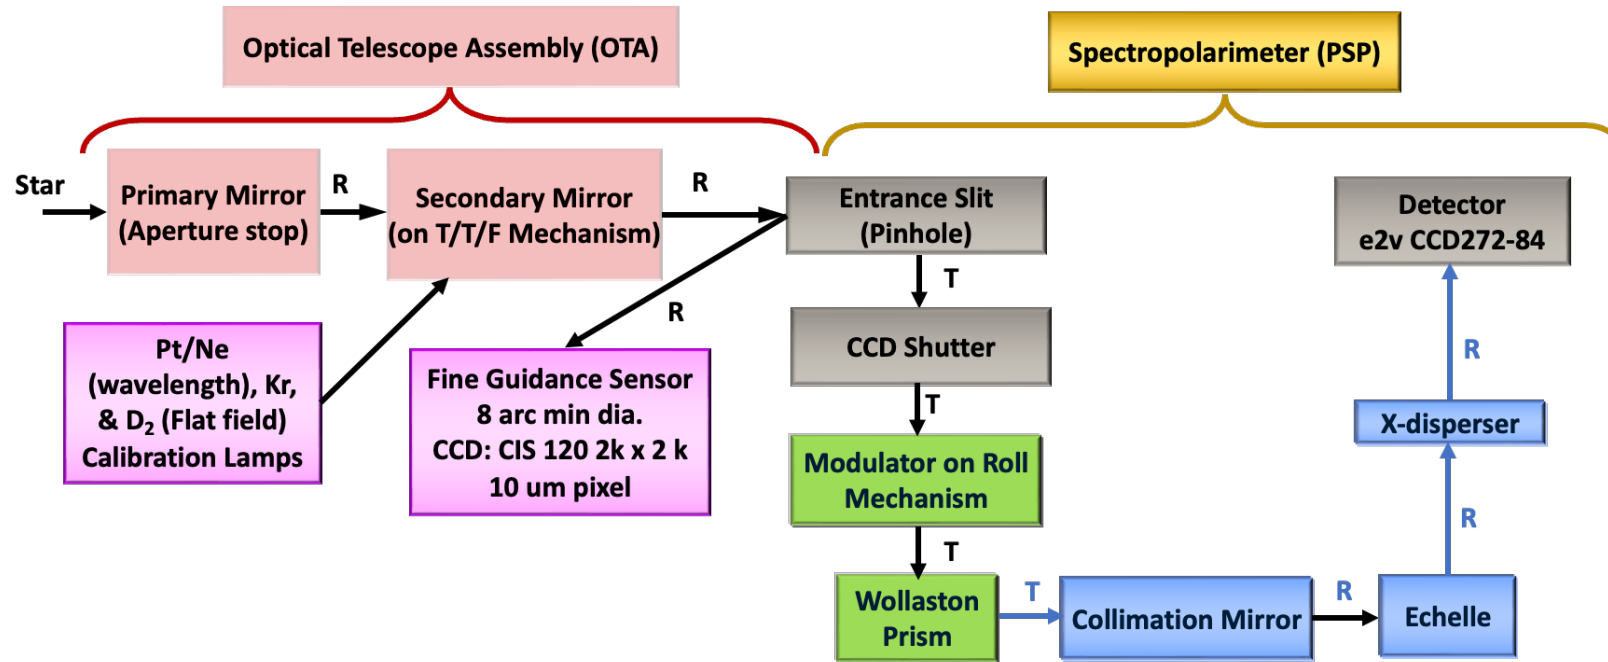 Optical Telescope Assembly (OTA)
Spectropolarimeter (PSP)
Star
Primary Mirror
(Aperture stop)
R
Secondary Mirror
(on T/T/F Mechanism)
R
Entrance Slit
(Pinhole)
Detector
e2v CCD272-84
T
R
Pt/Ne
(wavelength), Kr,
& D₂ (Flat field)
Calibration Lamps
Fine Guidance Sensor
8 arc min dia.
CCD: CIS 120 2k x 2 k
10 um pixel
CCD Shutter
T
Modulator on Roll
Mechanism
T
Wollaston
Prism
T
Collimation Mirror
R
Echelle
R
X-disperser
R